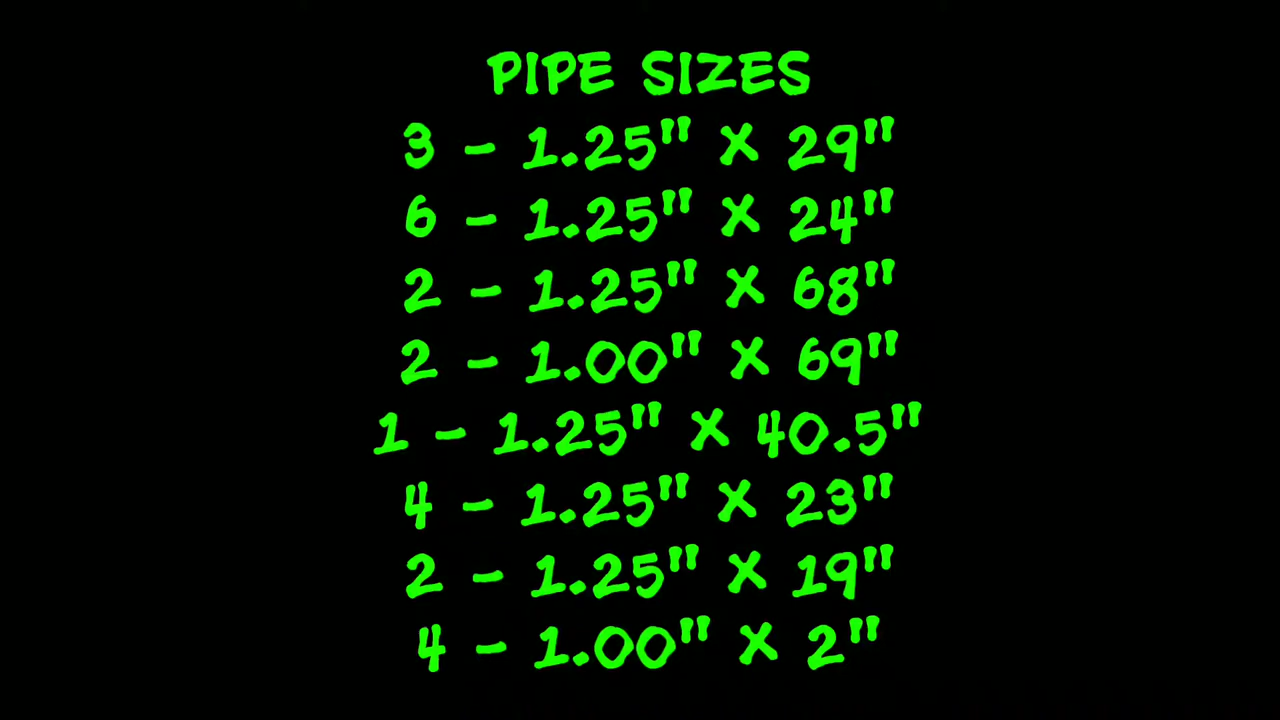 PIPE SIZES
3 - 1.25" X 29"
6 - 1.25" X 24"
2 - 1.25" X 68"
2 - 1.00" X 69"
1 - 1.25" X 40.5"
4 - 1.25" X 23"
2 - 1.25" X 19"
4 - 1.00" X 2"